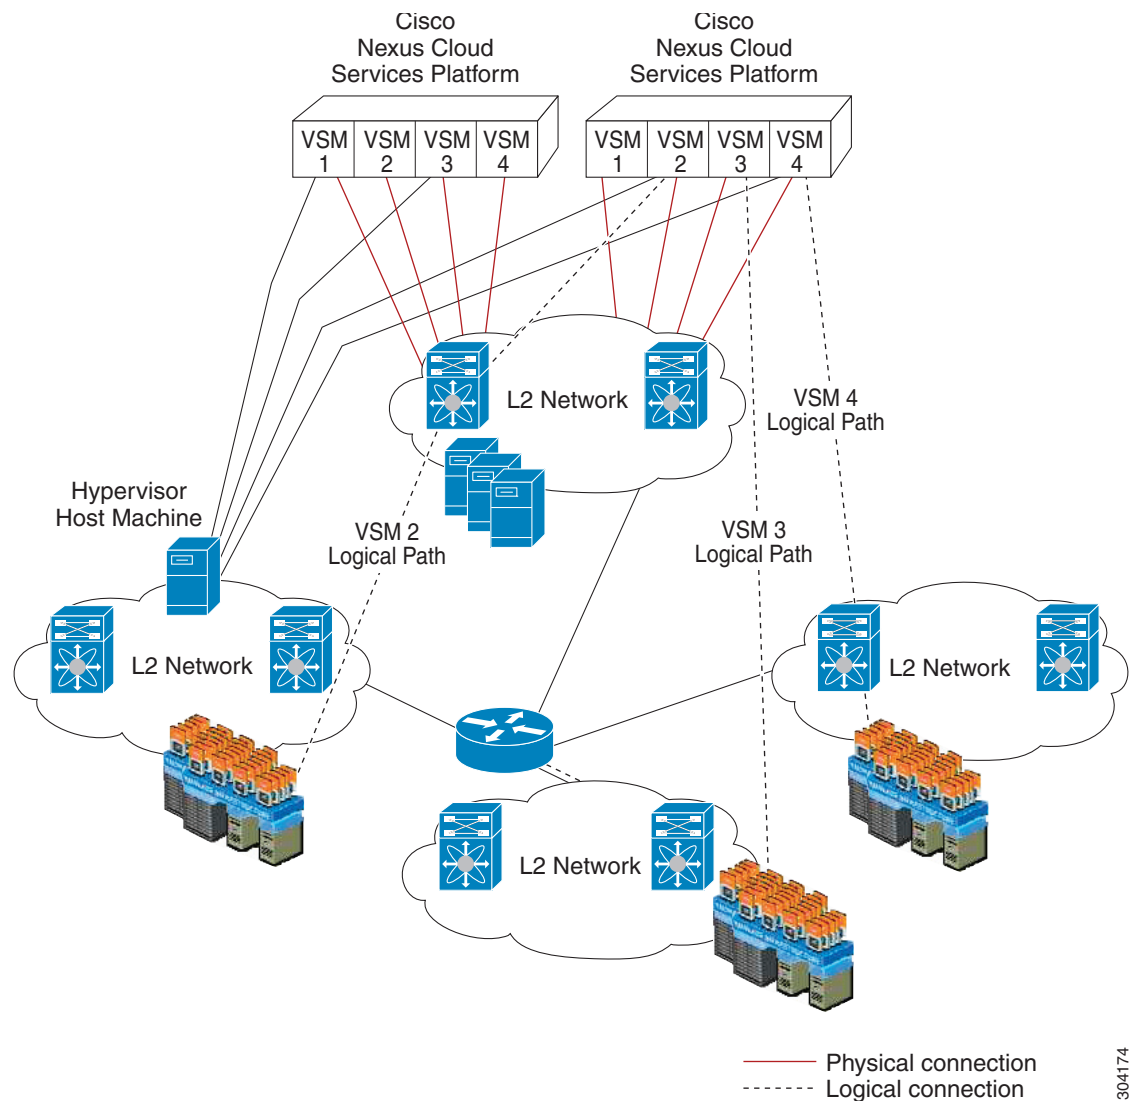 Cisco
Nexus Cloud
Services Platform
Cisco
Nexus Cloud
Services Platform
VSM
1
VSM
2
VSM
3
VSM
4
VSM
1
VSM
2
VSM
3
VSM
4
L2 Network
VSM 4
Logical Path
Hypervisor
Host Machine
VSM 2
Logical Path
VSM 3
Logical Path
L2 Network
L2 Network
L2 Network
Physical connection
Logical connection
304174